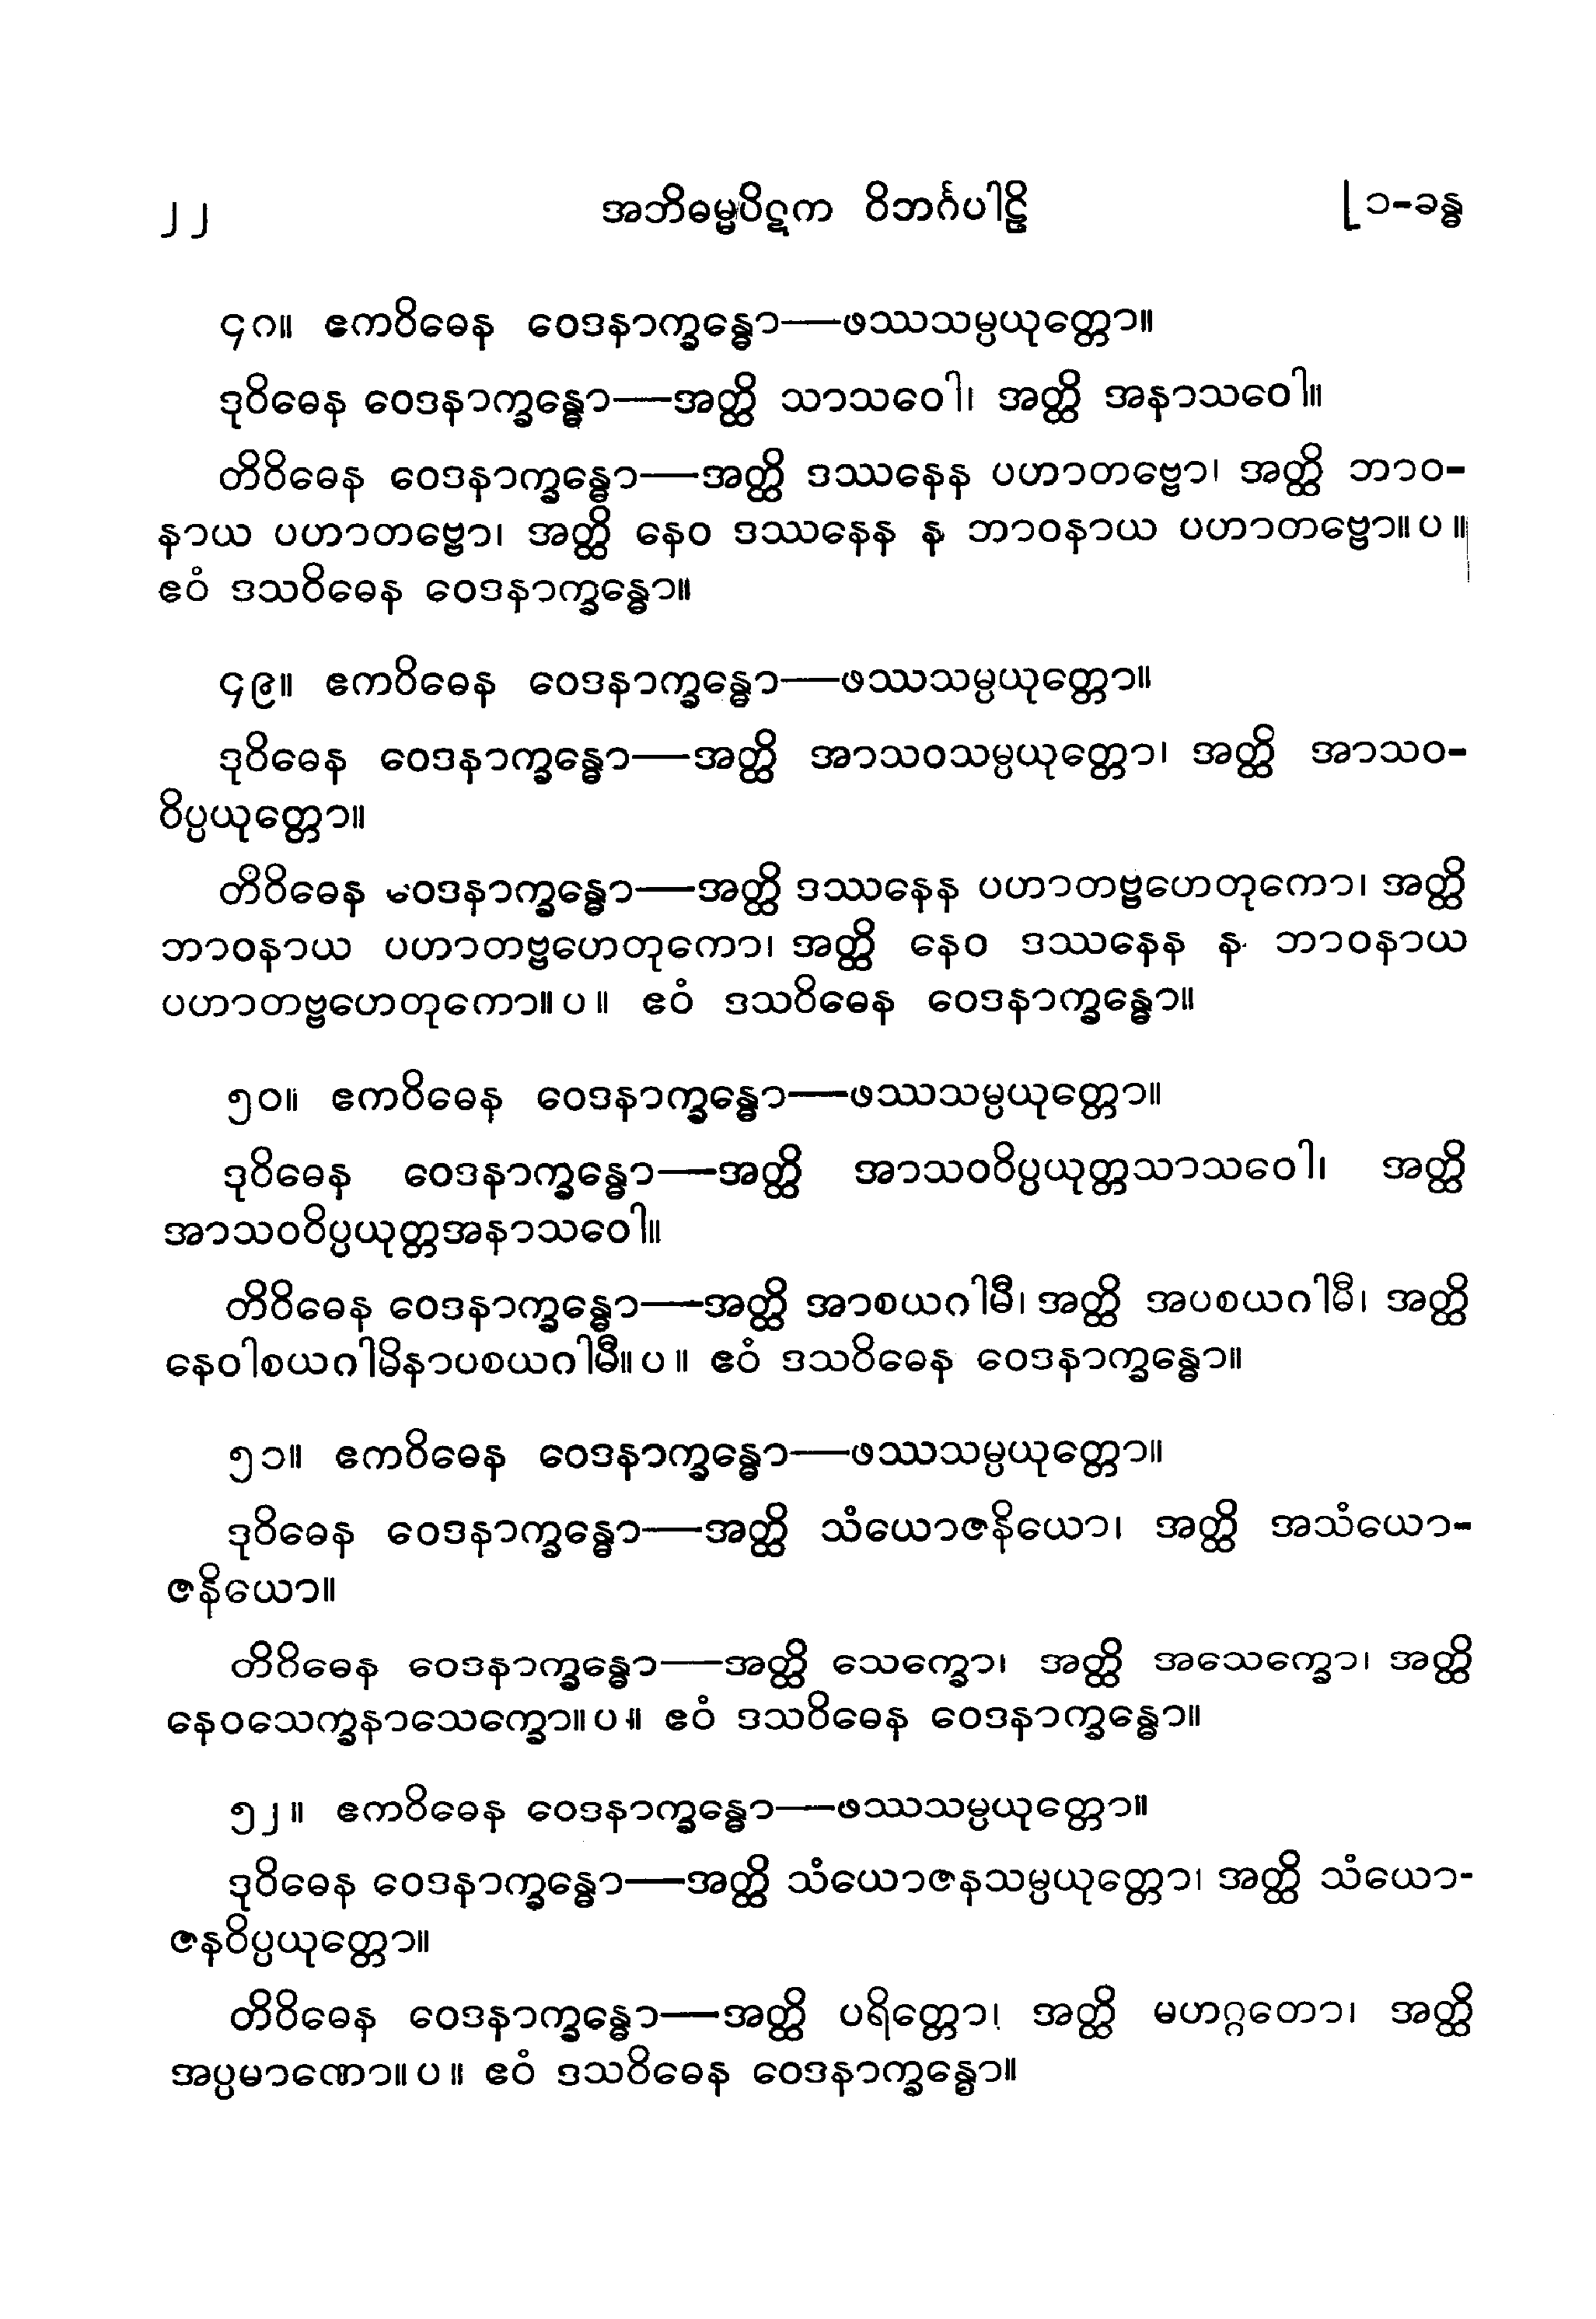 ၂၂ အဘိဓမ္မပိဋက ဝိဘင်္ဂပါဠိ [၁-ခန္ဓ
၄၈။ ဧကဝိဓေန ဝေဒနာက္ခန္ဓော—ဖဿသမ္ပယုတ္တော။
ဒုဝိဓေန ဝေဒနာက္ခန္ဓော—အတ္ထိ သာသဝေါ၊ အတ္ထိ အနာသဝေါ။
တိဝိဓေန ဝေဒနာက္ခန္ဓော—အတ္ထိ ဒဿနေန ပဟာတဗ္ဗော၊ အတ္ထိ ဘာဝ-
နာယ ပဟာတဗ္ဗော၊ အတ္ထိ နေဝ ဒဿနေန န ဘာဝနာယ ပဟာတဗ္ဗော။ ပ ။
ဧဝံ ဒသဝိဓေန ဝေဒနာက္ခန္ဓော။
၄၉။ ဧကဝိဓေန ဝေဒနာက္ခန္ဓော—ဖဿသမ္ပယုတ္တော။
ဒုဝိဓေန ဝေဒနာက္ခန္ဓော—အတ္ထိ အာသဝသမ္ပယုတ္တော၊ အတ္ထိ အာသဝ-
ဝိပ္ပယုတ္တော။
တိဝိဓေန ဝေဒနာက္ခန္ဓော—အတ္ထိ ဒဿနေန ပဟာတဗ္ဗဟေတုကော၊ အတ္ထိ
ဘာဝနာယ ပဟာတဗ္ဗဟေတုကော၊ အတ္ထိ နေဝ ဒဿနေန န ဘာဝနာယ
ပဟာတဗ္ဗဟေတုကော။ ပ ။ ဧဝံ ဒသဝိဓေန ဝေဒနာက္ခန္ဓော။
၅၀။ ဧကဝိဓေန ဝေဒနာက္ခန္ဓော—ဖဿသမ္ပယုတ္တော။
ဒုဝိဓေန ဝေဒနာက္ခန္ဓော—အတ္ထိ အာသဝဝိပ္ပယုတ္တသာသဝေါ၊ အတ္ထိ
အာသဝဝိပ္ပယုတ္တအနာသဝေါ။
တိဝိဓေန ဝေဒနာက္ခန္ဓော—အတ္ထိ အာစယဂါမီ၊ အတ္ထိ အပစယဂါမီ၊ အတ္ထိ
နေဝါစယဂါမိနာပစယဂါမီ။ ပ ။ ဧဝံ ဒသဝိဓေန ဝေဒနာက္ခန္ဓော။
၅၁။ ဧကဝိဓေန ဝေဒနာက္ခန္ဓော—ဖဿသမ္ပယုတ္တော။
ဒုဝိဓေန ဝေဒနာက္ခန္ဓော—အတ္ထိ သံယောဇနိယော၊ အတ္ထိ အသံယော-
ဇနိယော။
တိဝိဓေန ဝေဒနာက္ခန္ဓော—အတ္ထိ သေက္ခော၊ အတ္ထိ အသေက္ခော၊ အတ္ထိ
နေဝသေက္ခနာသေက္ခော။ ပ ။ ဧဝံ ဒသဝိဓေန ဝေဒနာက္ခန္ဓော။
၅၂။ ဧကဝိဓေန ဝေဒနာက္ခန္ဓော—ဖဿသမ္ပယုတ္တော။
ဒုဝိဓေန ဝေဒနာက္ခန္ဓော—အတ္ထိ သံယောဇနသမ္ပယုတ္တော၊ အတ္ထိ သံယော-
ဇနဝိပ္ပယုတ္တော။
တိဝိဓေန ဝေဒနာက္ခန္ဓော—အတ္ထိ ပရိတ္တော၊ အတ္ထိ မဟဂ္ဂတော၊ အတ္ထိ
အပ္ပမာဏော။ ပ ။ ဧဝံ ဒသဝိဓေန ဝေဒနာက္ခန္ဓော။